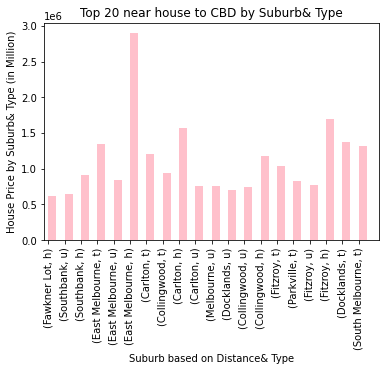 Top 20 near house to CBD by Suburb& Type
1e6
House Price by Suburb& Type (in Million)
3.0
2.5
2.0
1.5
1.0
0.5
0.0
(Fawkner Lot, h)
(Southbank, u)
(Southbank, h)
(East Melbourne, t)
(East Melbourne, u)
(East Melbourne, h)
(Carlton, t)
(Collingwood, t)
(Carlton, h)
(Carlton, u)
(Melbourne, u)
(Docklands, u)
(Collingwood, u)
(Collingwood, h)
(Fitzroy, t)
(Parkville, t)
(Fitzroy, u)
(Fitzroy, h)
(Docklands, t)
(South Melbourne, t)
Suburb based on Distance& Type